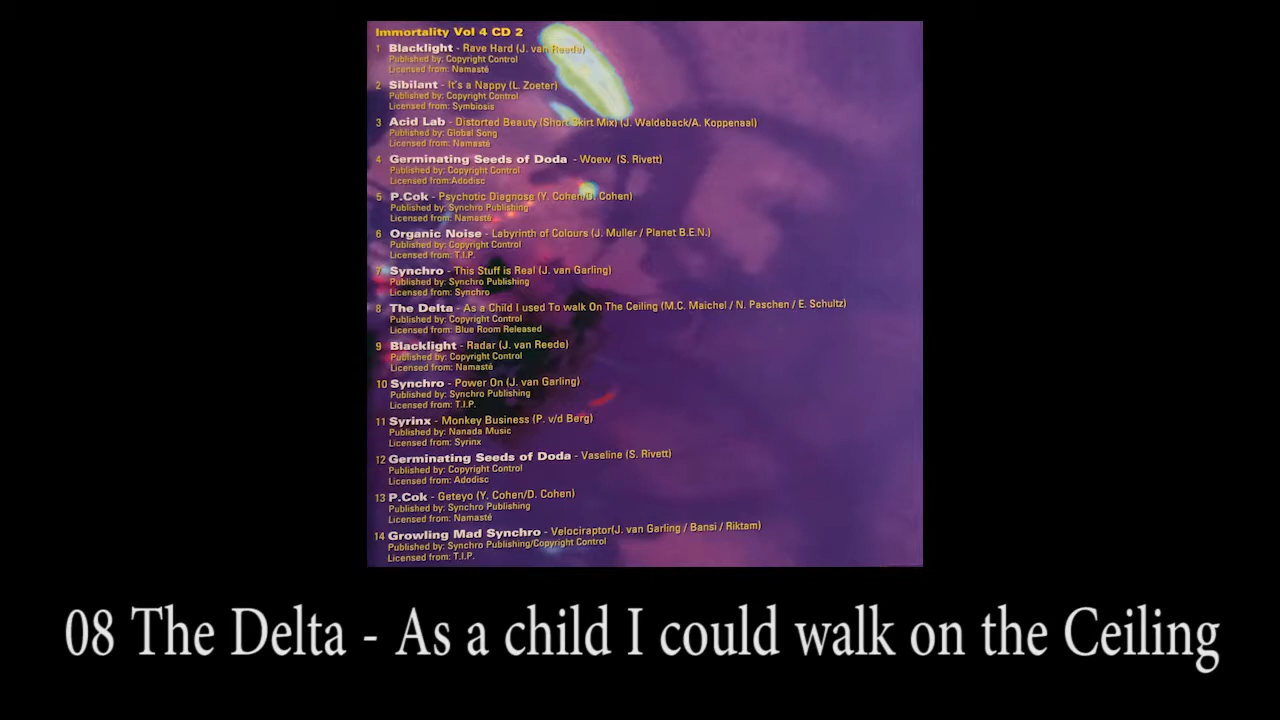 Immortality Vol 4 CD 2
1 Blacklight - Rave Hard (J. van Reede)
Published by: Copyright Control
Licensed from: Namasté
2 Sibilant - It's a Nappy (L. Zoeter)
Published by: Copyright Control
Licensed from: Symbiosis
3 Acid Lab - Distorted Beauty (Short Skirt Mix) (J. Waldeback/A. Koppenaal)
Published by: Global Song
Licensed from: Namasté
4 Germinating Seeds of Doda - Woew (S. Rivett)
Published by: Copyright Control
Licensed from:Adodisc
5 P.Cok - Psychotic Diagnose (Y. Cohen/D. Cohen)
Published by: Synchro Publishing
Licensed from: Namasté
6 Organic Noise - Labyrinth of Colours (J. Muller / Planet B.E.N.)
Published by: Copyright Control
Licensed from: T.I.P.
7 Synchro - This Stuff is Real (J. van Garling)
Published by: Synchro Publishing
Licensed from: Synchro
8 The Delta - As a Child I used To walk On The Ceiling (M.C. Maichel / N. Paschen / E. Schultz)
Published by: Copyright Control
Licensed from: Blue Room Released
9 Blacklight - Radar (J. van Reede)
Published by: Copyright Control
Licensed from: Namasté
10 Synchro - Power On (J. van Garling)
Published by: Synchro Publishing
Licensed from: T.I.P.
11 Syrinx - Monkey Business (P. v/d Berg)
Published by: Nanada Music
Licensed from: Syrinx
12 Germinating Seeds of Doda - Vaseline (S. Rivett)
Published by: Copyright Control
Licensed from: Adodisc
13 P.Cok - Geteyo (Y. Cohen/D. Cohen)
Published by: Synchro Publishing
Licensed from: Namasté
14 Growling Mad Synchro - Velociraptor(J. van Garling / Bansi / Riktam)
Published by: Synchro Publishing/Copyright Control
Licensed from: T.I.P.
08 The Delta - As a child I could walk on the Ceiling